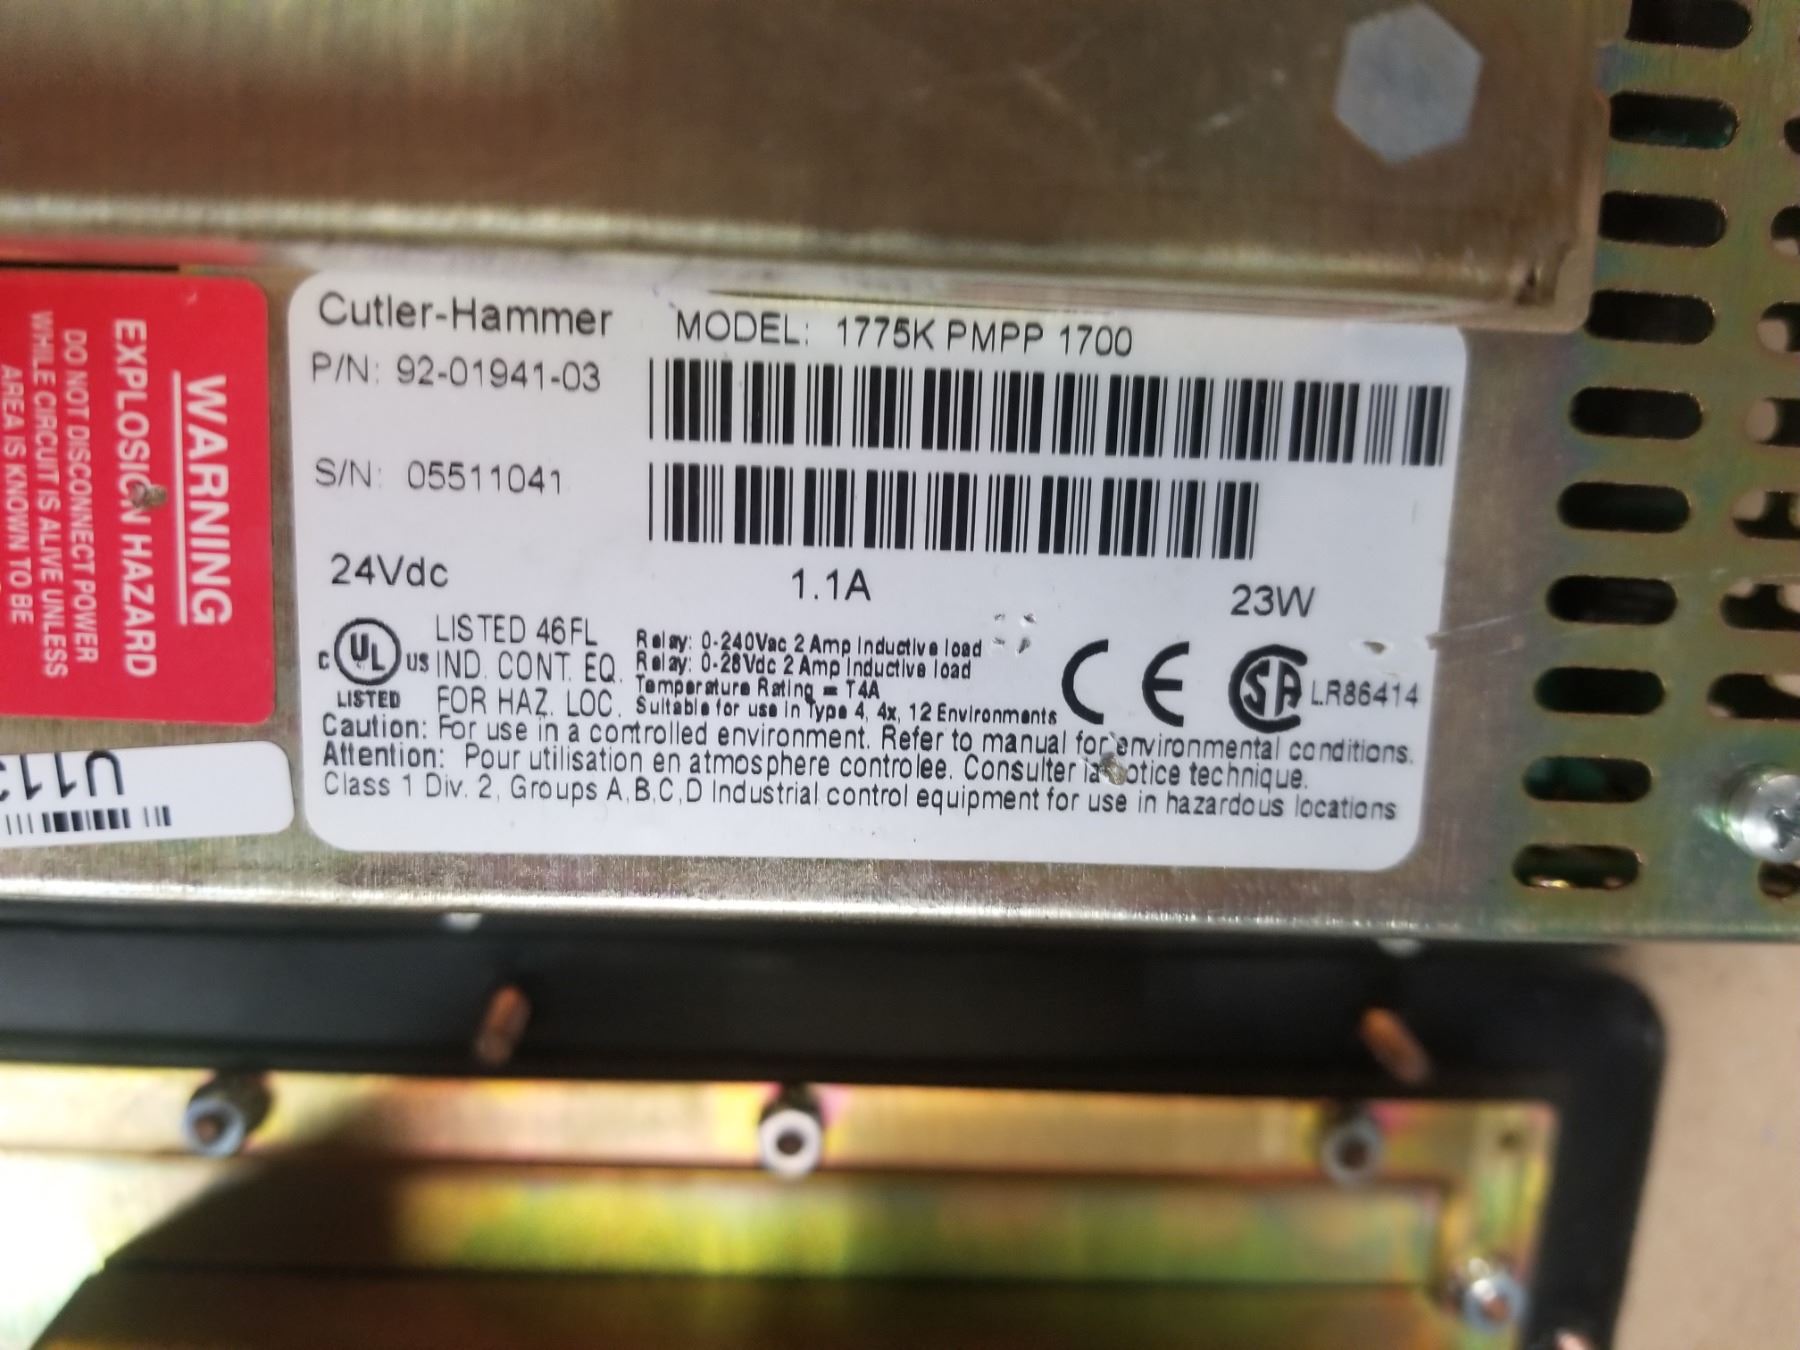 Cutler-Hammer
MODEL: 1775K PMPP 1700
P/N: 92-01941-03
S/N: 05511041
24Vdc
1.1A
23W
C UL US
LISTED
LISTED 46FL
IND. CONT. EQ.
FOR HAZ. LOC.
Relay: 0-240Vac 2 Amp Inductive load
Relay: 0-28Vdc 2 Amp Inductive load
Temperature Rating = T4A
Suitable for use in Type 4, 4x, 12 Environments
CE
SA LR86414
Caution: For use in a controlled environment. Refer to manual for environmental conditions.
Attention: Pour utilisation en atmosphere controlee. Consulter la otice technique.
Class 1 Div. 2, Groups A,B,C,D Industrial control equipment for use in hazardous locations
WARNING
EXPLOSION HAZARD
DO NOT DISCONNECT POWER
WHILE CIRCUIT IS ALIVE UNLESS
AREA IS KNOWN TO BE